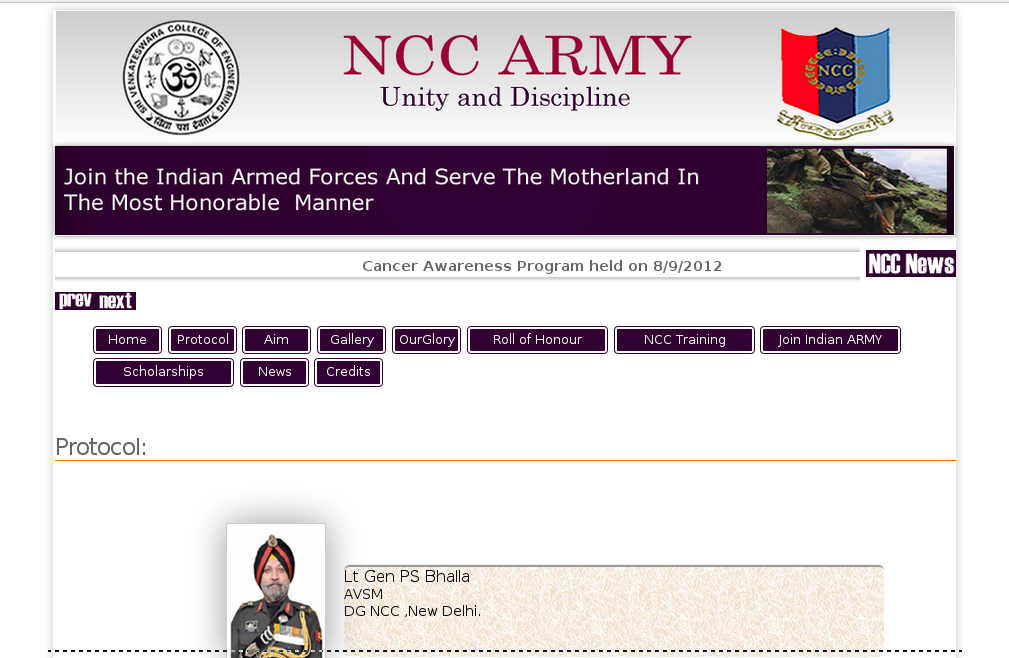 SRI VENKATESWARA COLLEGE OF ENGINEERING
विद्या परा देवता
NCC ARMY
Unity and Discipline
NCC
Join the Indian Armed Forces And Serve The Motherland In
The Most Honorable  Manner
Cancer Awareness Program held on 8/9/2012
NCC News
prev next
Home Protocol Aim Gallery OurGlory Roll of Honour NCC Training Join Indian ARMY
Scholarships News Credits
Protocol:
Lt Gen PS Bhalla
AVSM
DG NCC ,New Delhi.